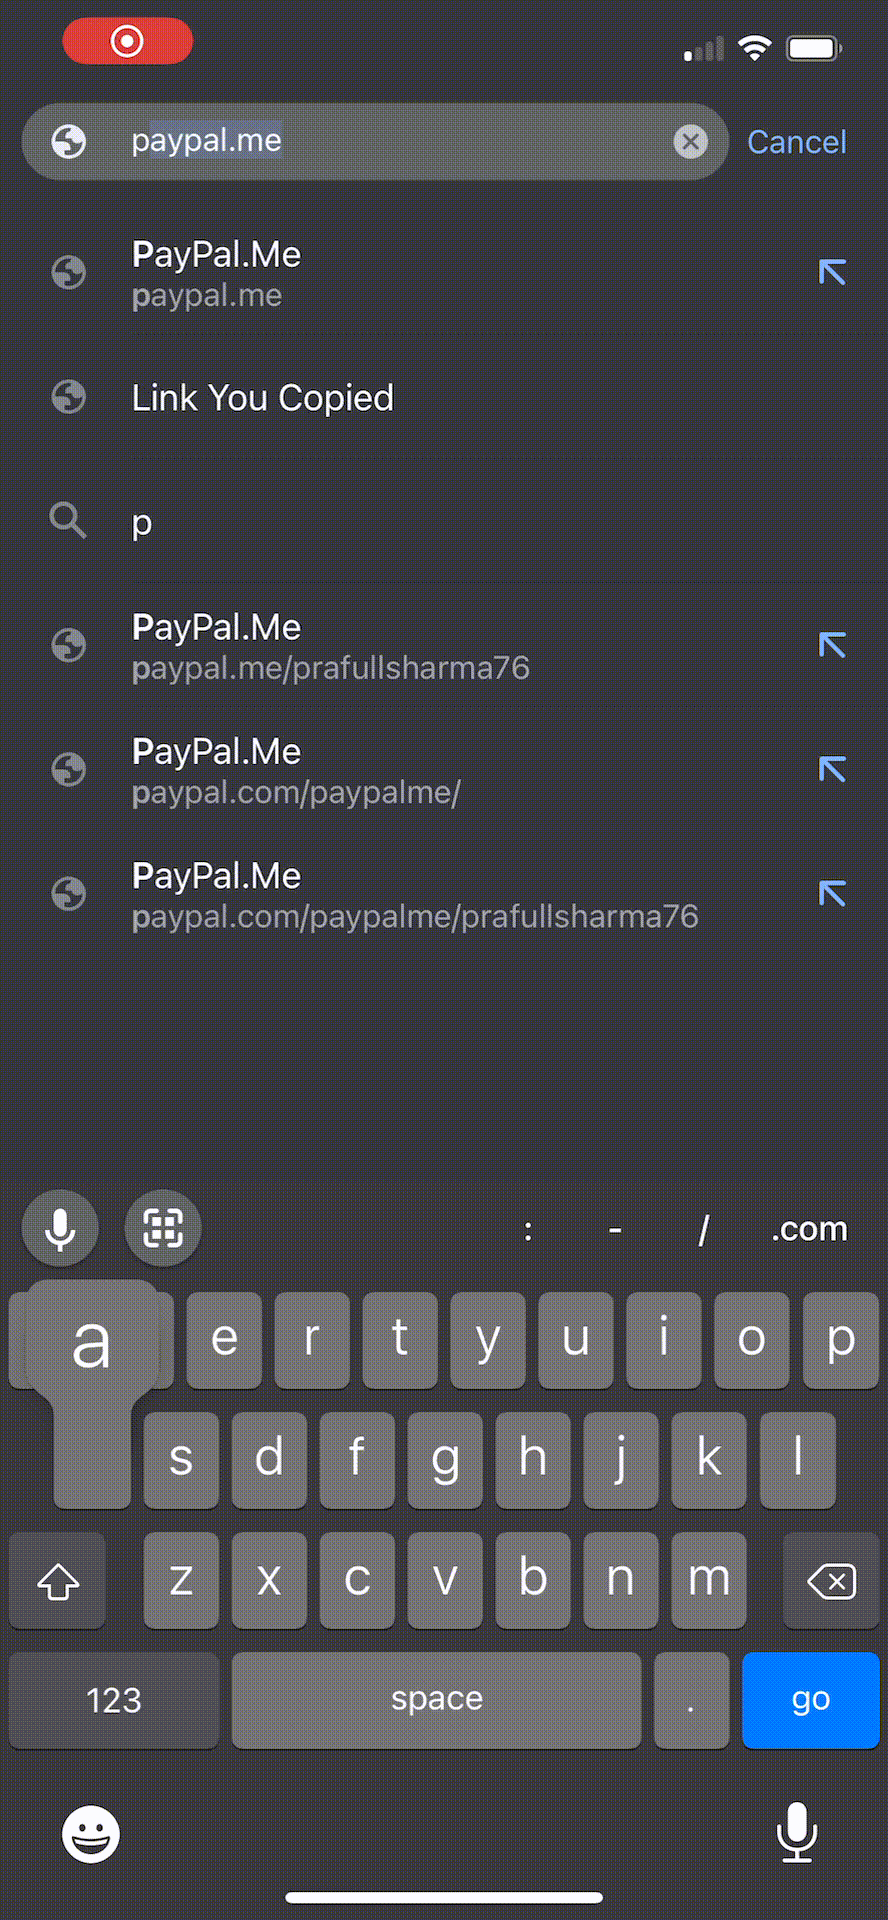 paypal.me
Cancel
PayPal.Me
paypal.me
Link You Copied
p
PayPal.Me
paypal.me/prafullsharma76
PayPal.Me
paypal.com/paypalme/
PayPal.Me
paypal.com/paypalme/prafullsharma76
: - / .com
a e r t y u i o p
s d f g h j k l
z x c v b n m
123 space . go